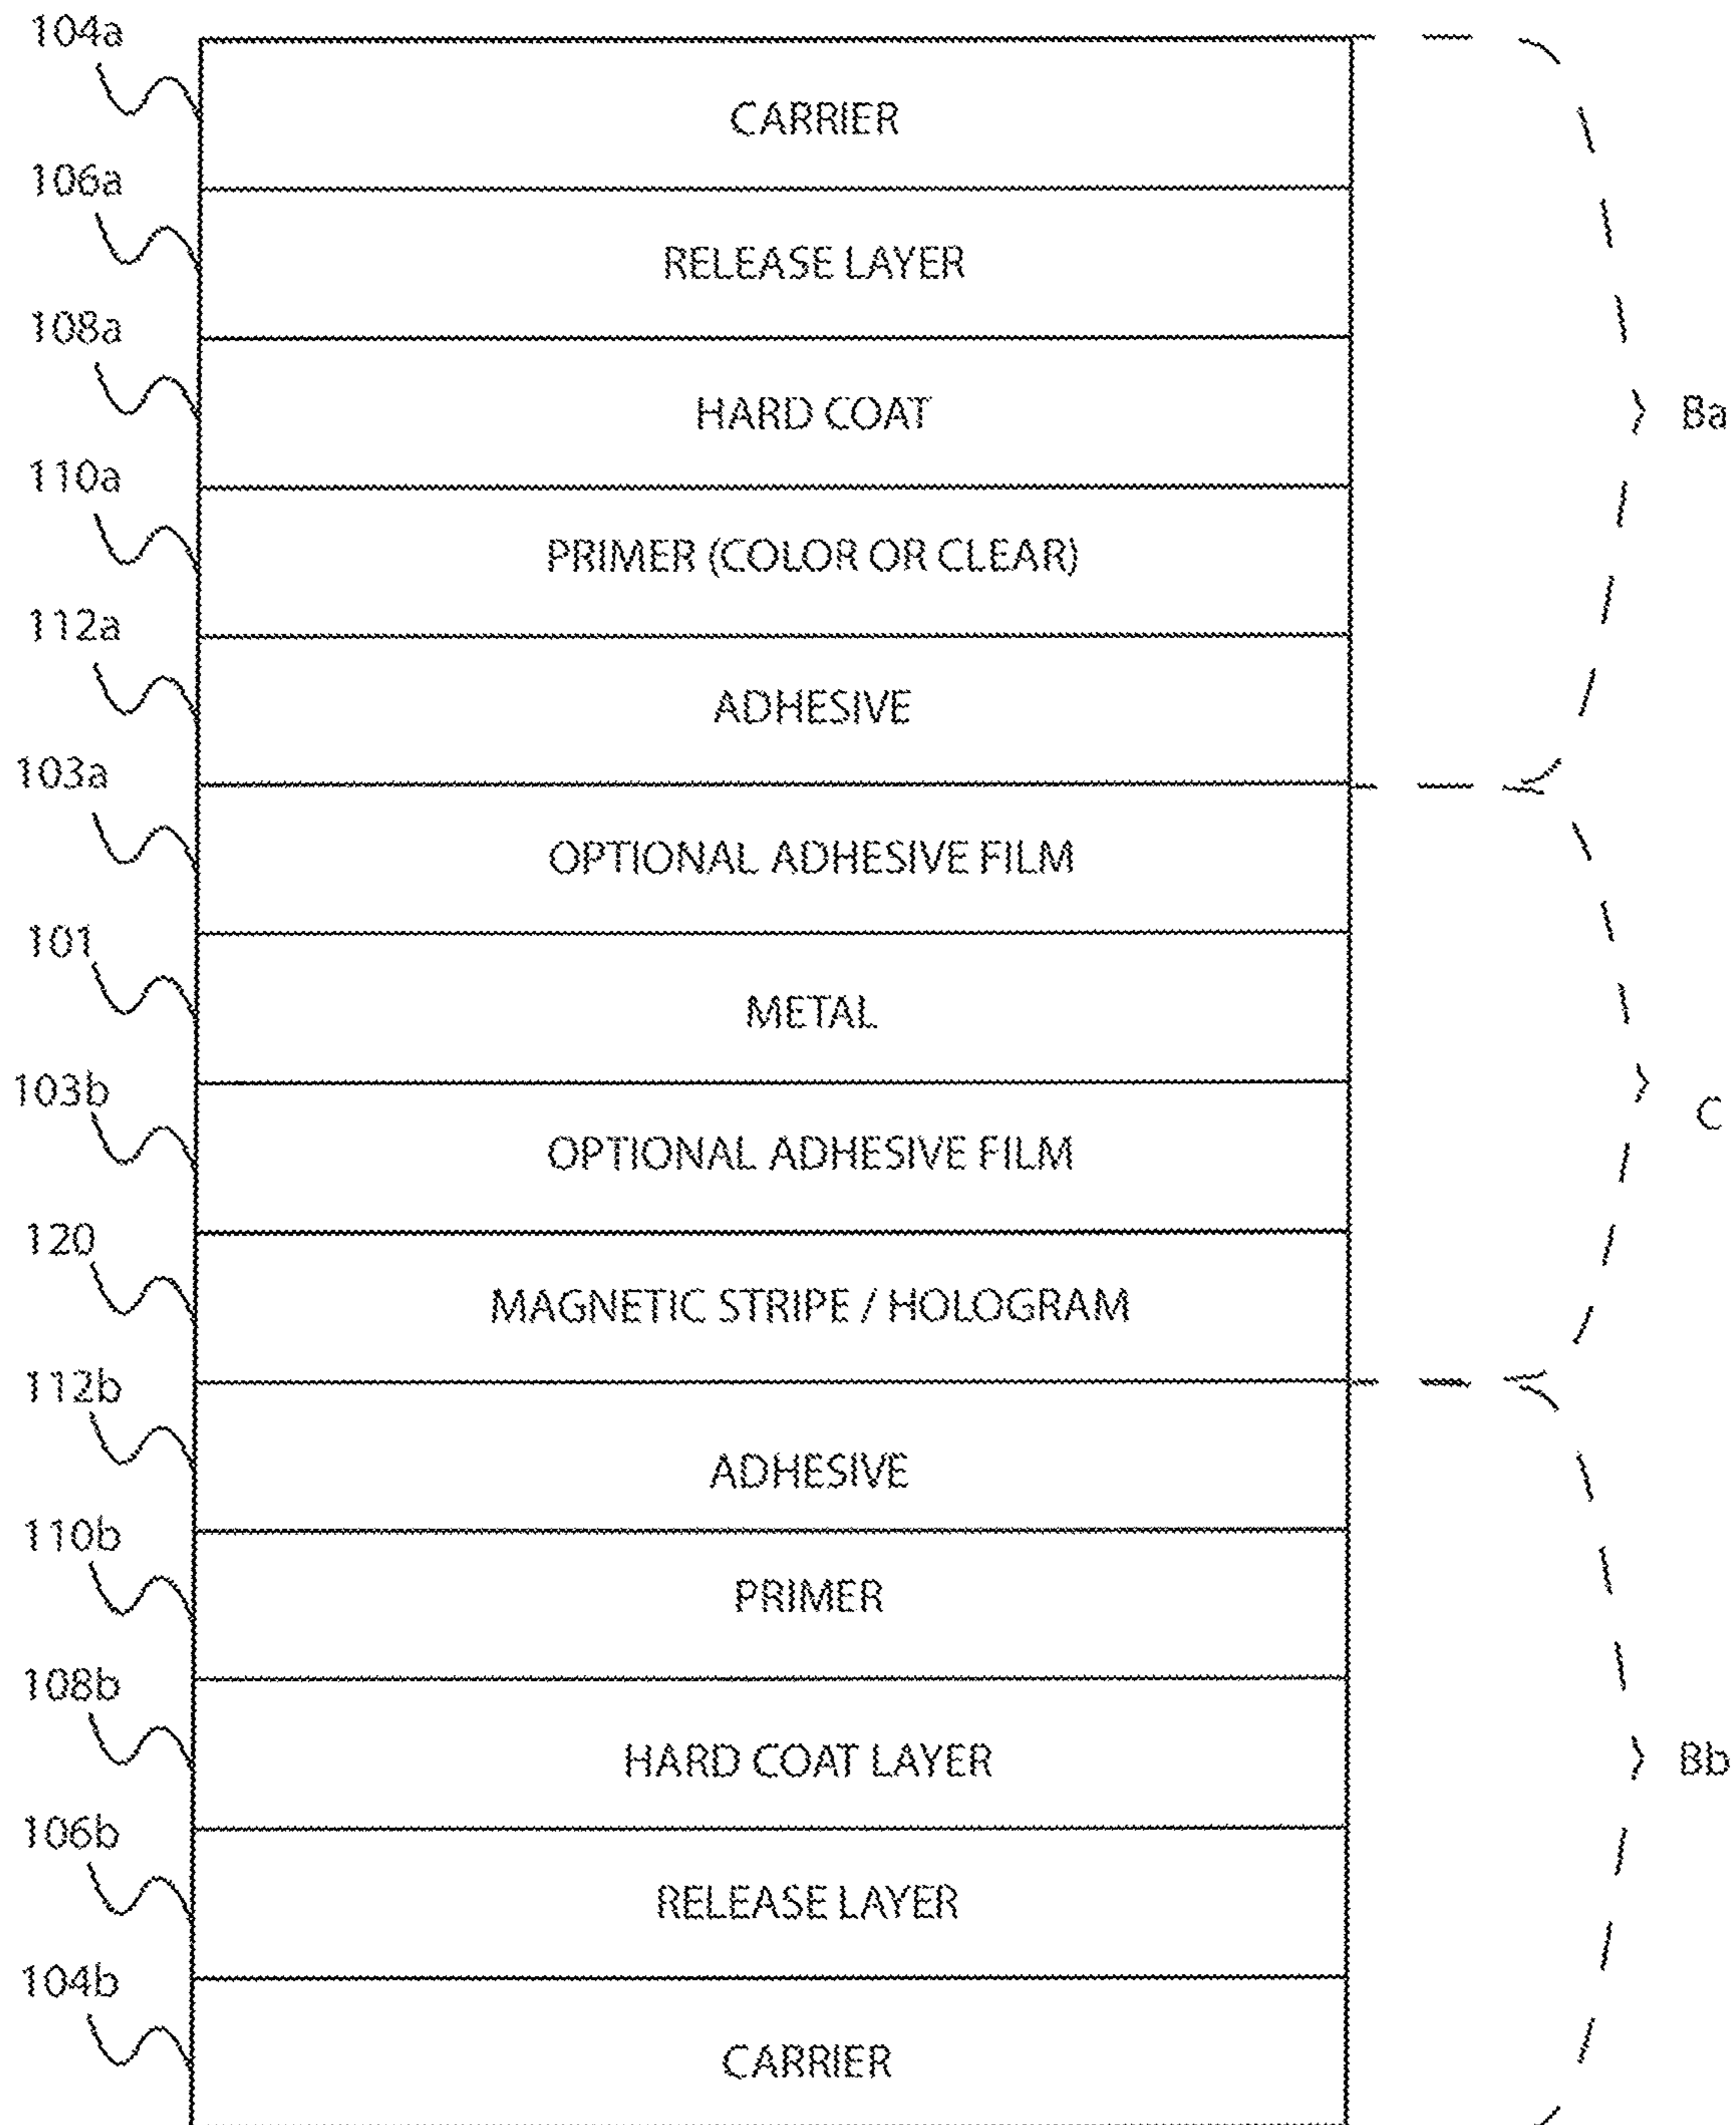 104a
CARRIER
106a
RELEASE LAYER
108a
HARD COAT
Ba
110a
PRIMER (COLOR OR CLEAR)
112a
ADHESIVE
103a
OPTIONAL ADHESIVE FILM
101
METAL
103b
C
OPTIONAL ADHESIVE FILM
120
MAGNETIC STRIPE / HOLOGRAM
112b
ADHESIVE
110b
PRIMER
108b
HARD COAT LAYER
Bb
106b
RELEASE LAYER
104b
CARRIER